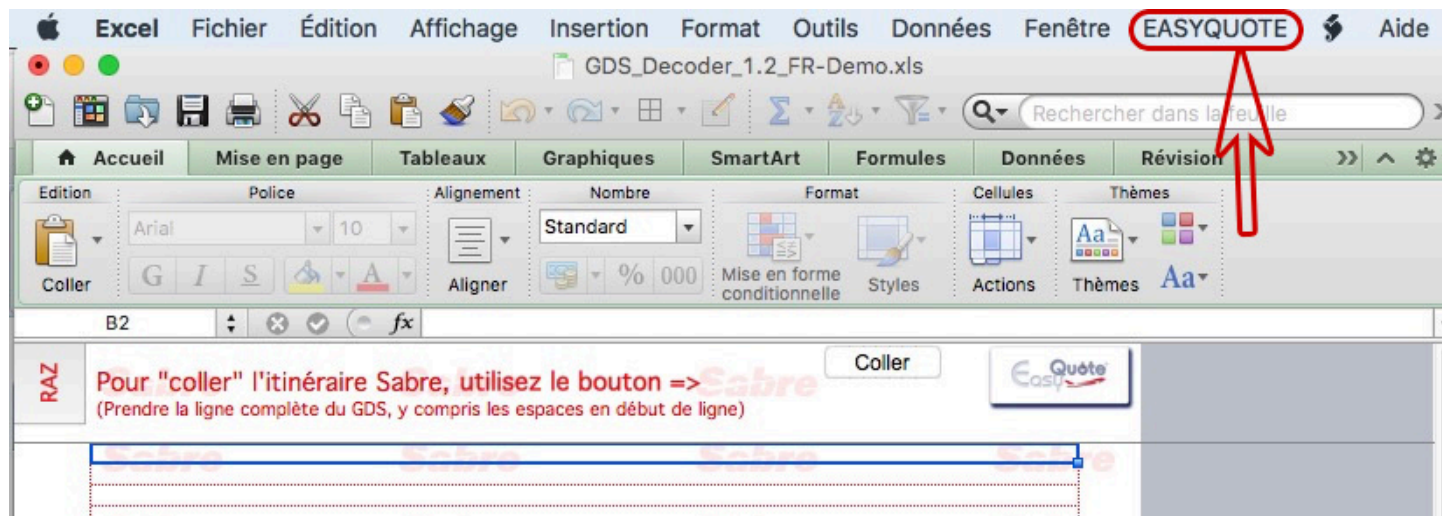 Excel Fichier Édition Affichage Insertion Format Outils Données Fenêtre EASYQUOTE Aide
GDS_Decoder_1.2_FR-Demo.xls
Rechercher dans la feuille
Accueil Mise en page Tableaux Graphiques SmartArt Formules Données Révision
Edition Police Alignement Nombre Format Cellules Thèmes
Arial 10 Standard
Coller G I S A Aligner % 000 Mise en forme conditionnelle Styles Actions Aa Thèmes Aa
B2 fx
RAZ
Pour "coller" l'itinéraire Sabre, utilisez le bouton => Coller EasyQuote
(Prendre la ligne complète du GDS, y compris les espaces en début de ligne)
Sabre
Sabre Sabre Sabre Sabre